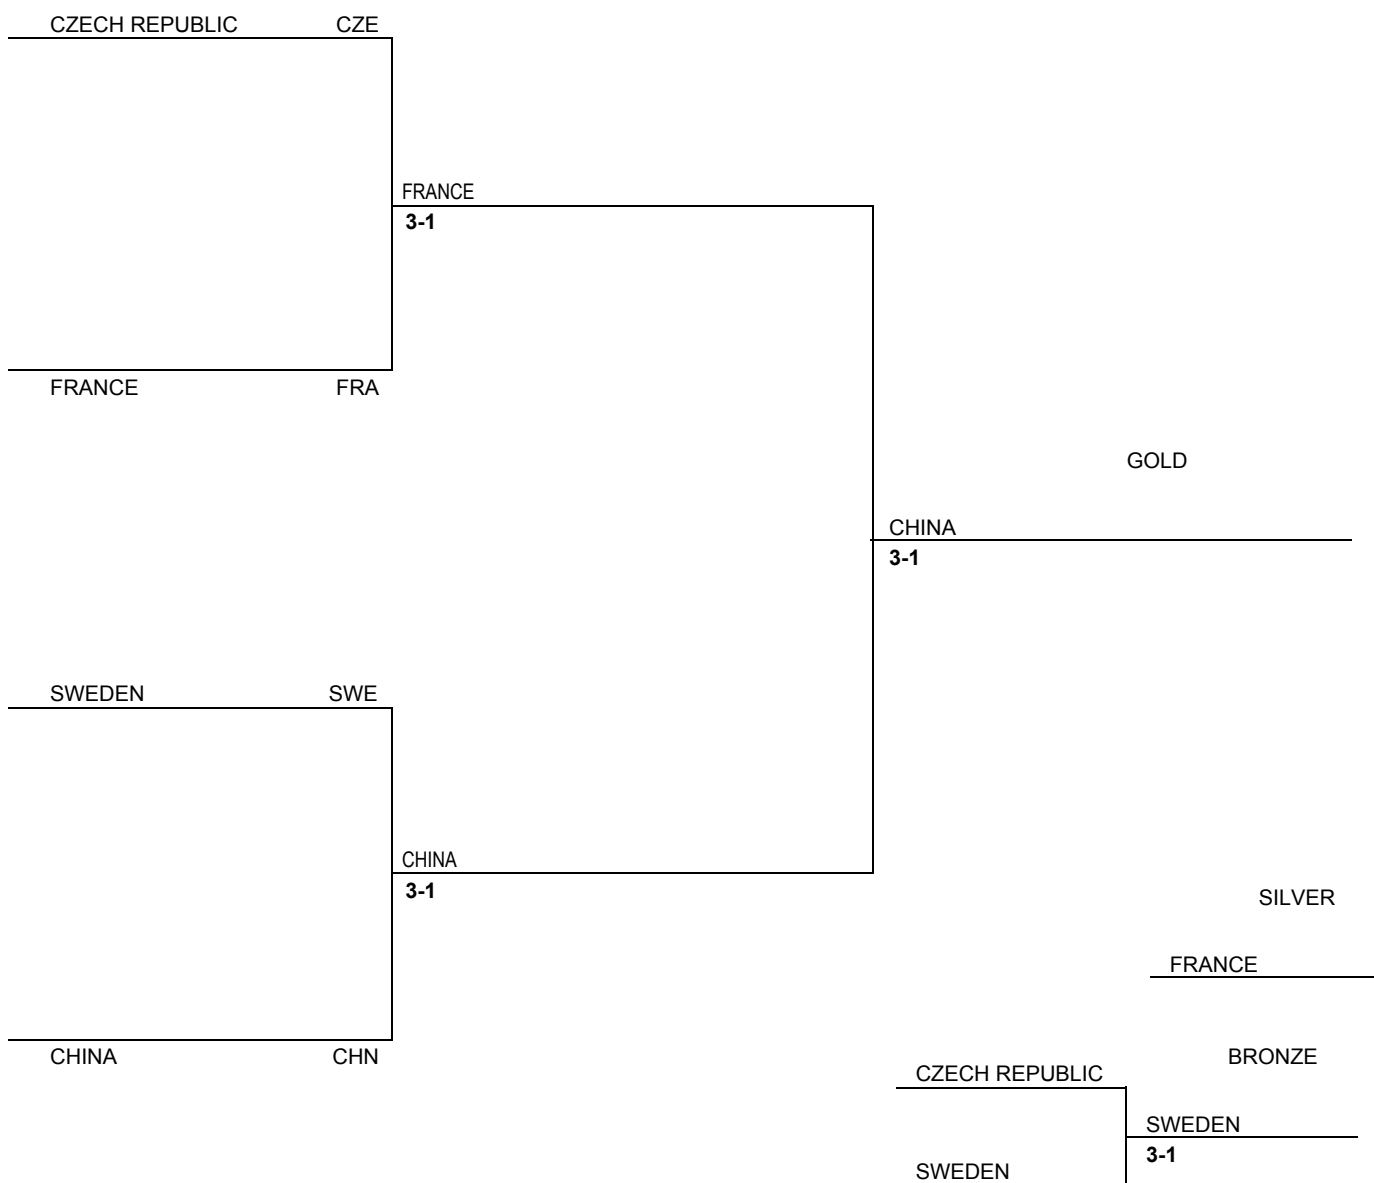 CZECH REPUBLIC CZE
FRANCE
3-1
FRANCE FRA
GOLD
CHINA
3-1
SWEDEN SWE
CHINA
3-1
SILVER
FRANCE
CHINA CHN
BRONZE
CZECH REPUBLIC
SWEDEN
3-1
SWEDEN